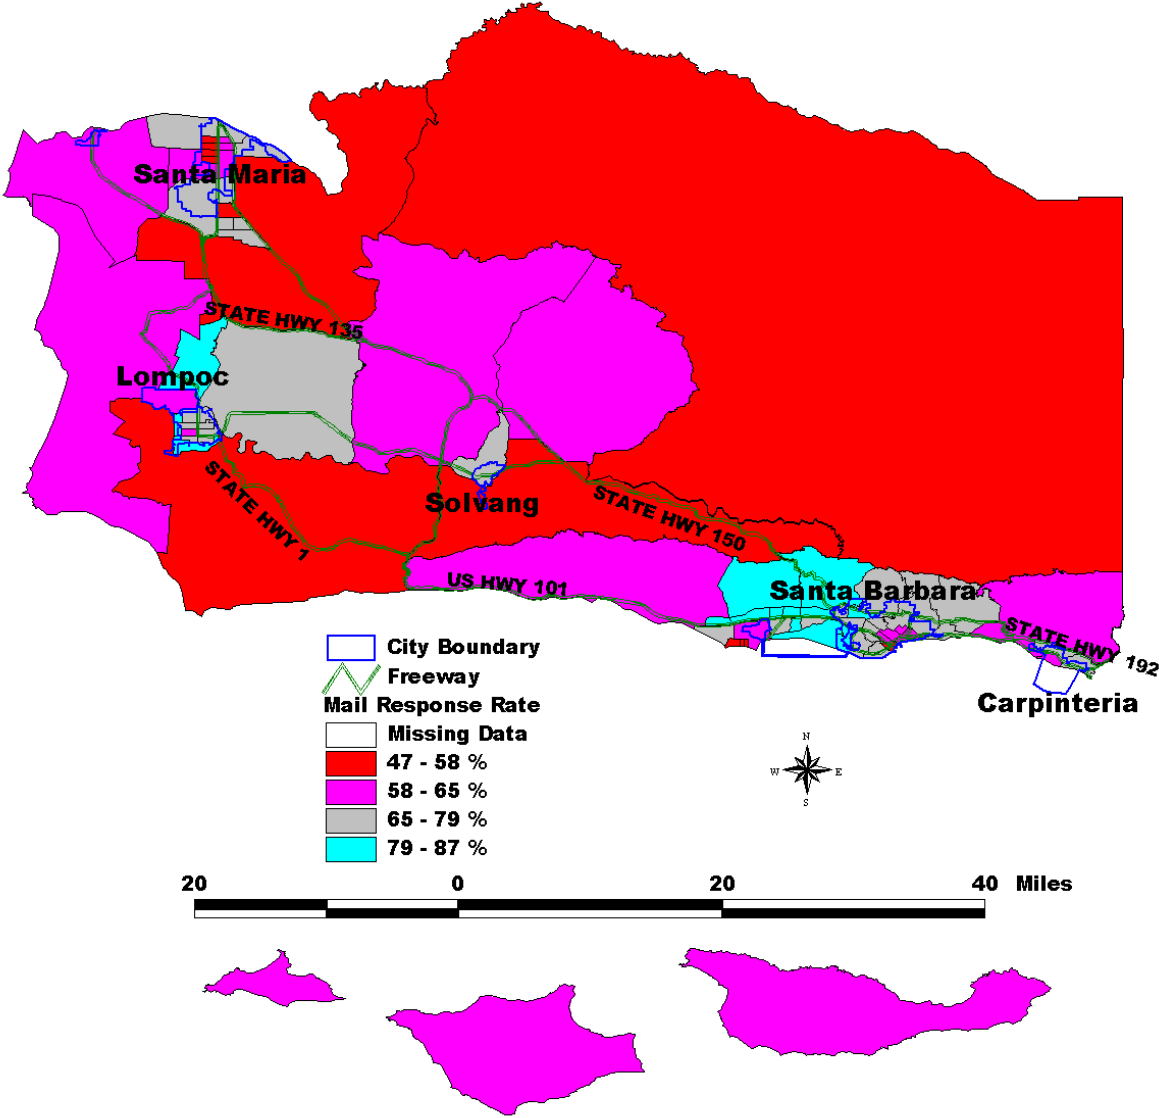 Santa Maria
STATE HWY 135
Lompoc
STATE HWY 1
Solvang
STATE HWY 150
US HWY 101
Santa Barbara
STATE HWY 192
Carpinteria
City Boundary
Freeway
Mail Response Rate
Missing Data
47 - 58 %
58 - 65 %
65 - 79 %
79 - 87 %
N
W E
S
20 0 20 40 Miles